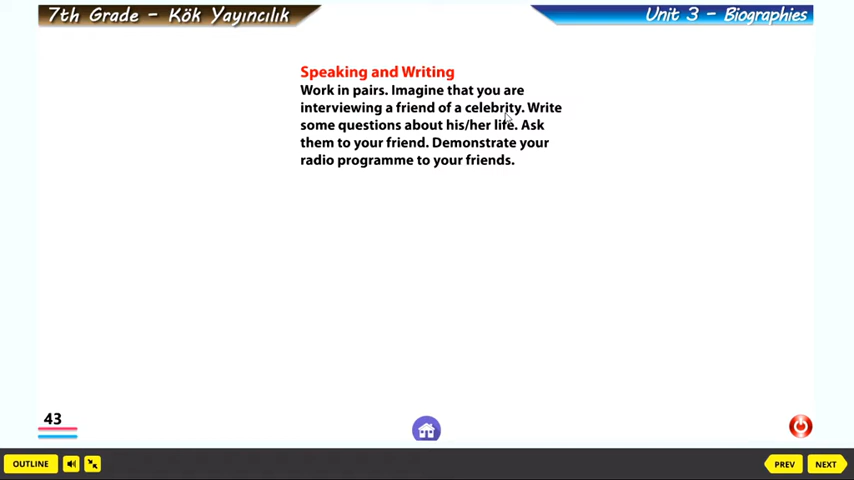 7th Grade – Kök Yayıncılık
Unit 3 – Biographies
Speaking and Writing
Work in pairs. Imagine that you are
interviewing a friend of a celebrity. Write
some questions about his/her life. Ask
them to your friend. Demonstrate your
radio programme to your friends.
43
OUTLINE
PREV
NEXT